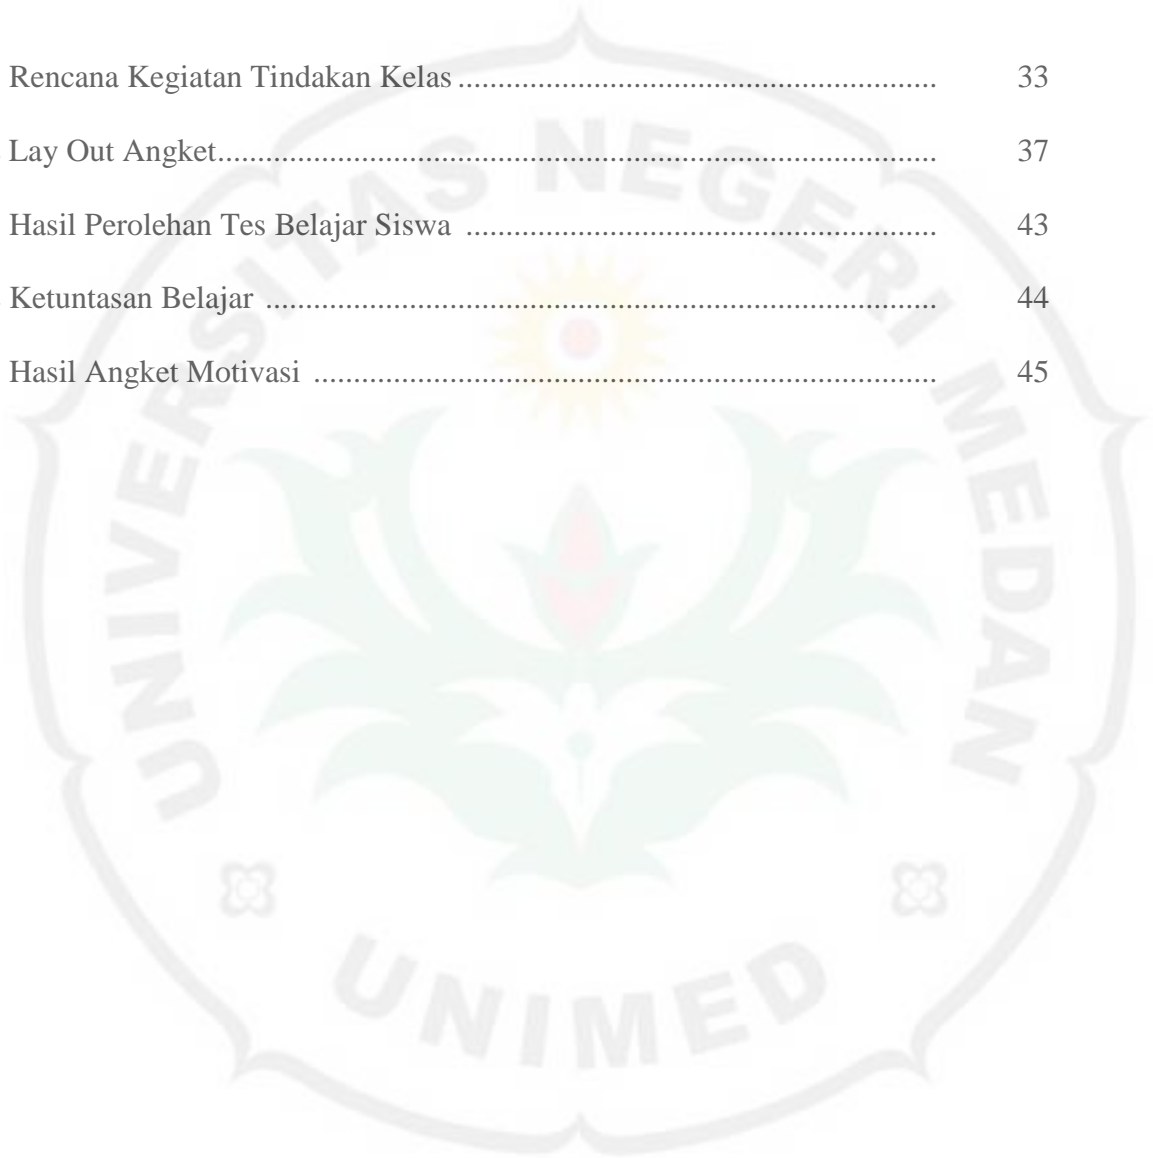 Rencana Kegiatan Tindakan Kelas ............................................................ 33
Lay Out Angket.......................................................................................... 37
Hasil Perolehan Tes Belajar Siswa ........................................................... 43
Ketuntasan Belajar .................................................................................... 44
Hasil Angket Motivasi .............................................................................. 45
UNIVERSITAS NEGERI MEDAN
UNIMED